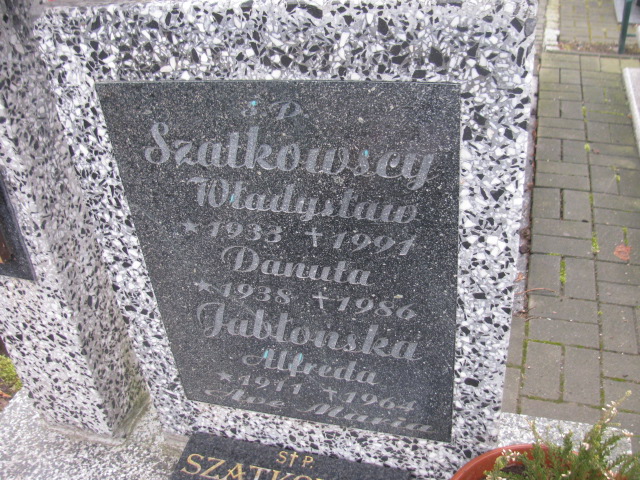 Ś.P.
Szatkowscy
Władysław
* 1933 + 1991
Danuta
* 1938 + 1986
Jabłońska
Alfreda
* 1911 + 1964
Ave Maria
Ś†P.